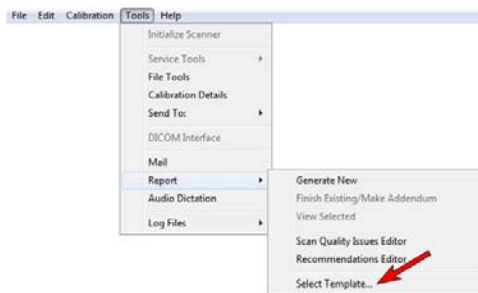 File Edit Calibration Tools Help
Initialize Scanner
Service Tools
File Tools
Calibration Details
Send To:
DICOM Interface
Mail
Report
Audio Dictation
Log Files
Generate New
Finish Existing/Make Addendum
View Selected
Scan Quality Issues Editor
Recommendations Editor
Select Template...